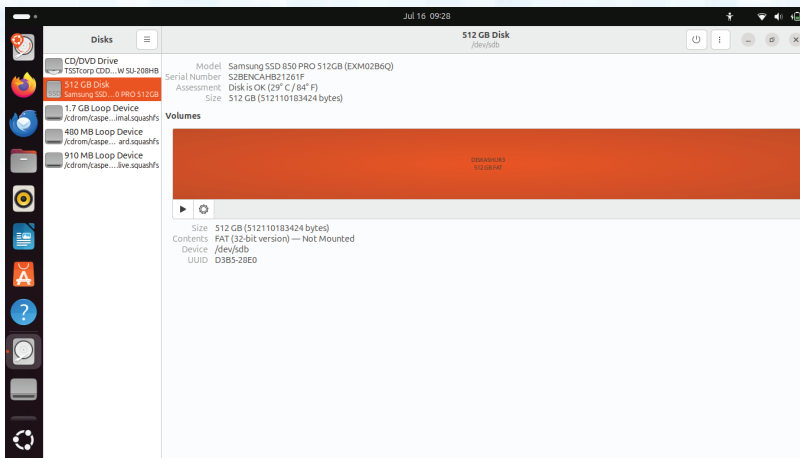 Jul 16 09:28
Disks
512 GB Disk
/dev/sdb
CD/DVD Drive
TSSTcorp CDD...W SU-208HB
512 GB Disk
Samsung SSD...0 PRO 512GB
1.7 GB Loop Device
/cdrom/caspe...imal.squashfs
480 MB Loop Device
/cdrom/caspe... ard.squashfs
910 MB Loop Device
/cdrom/caspe....live.squashfs
Model Samsung SSD 850 PRO 512GB (EXM02B6Q)
Serial Number S2BENCAHB21261F
Assessment Disk is OK (29° C / 84° F)
Size 512 GB (512110183424 bytes)
Volumes
512 GB FAT
Size 512 GB (512110183424 bytes)
Contents FAT (32-bit version) — Not Mounted
Device /dev/sdb
UUID D3B5-28E0